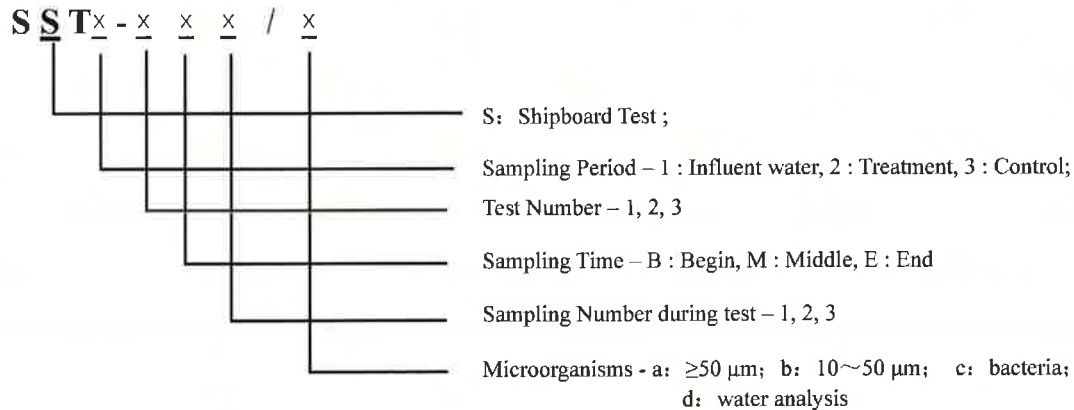 S S T x - x x x / x
S: Shipboard Test ;
Sampling Period – 1 : Influent water, 2 : Treatment, 3 : Control;
Test Number – 1, 2, 3
Sampling Time – B : Begin, M : Middle, E : End
Sampling Number during test – 1, 2, 3
Microorganisms - a: ≥50 μm; b: 10～50 μm; c: bacteria;
d: water analysis